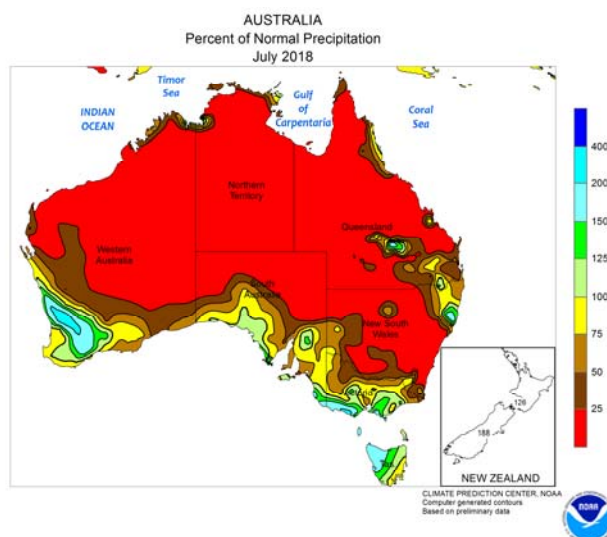 AUSTRALIA
Percent of Normal Precipitation
July 2018
Timor
Sea
INDIAN
OCEAN
Gulf
of
Carpentaria
Coral
Sea
Northern
Territory
Queensland
Western
Australia
South
Australia
New South
Wales
Tas
400
200
150
125
100
75
50
25
126
188
NEW ZEALAND
CLIMATE PREDICTION CENTER, NOAA
Computer generated contours
Based on preliminary data
NOAA